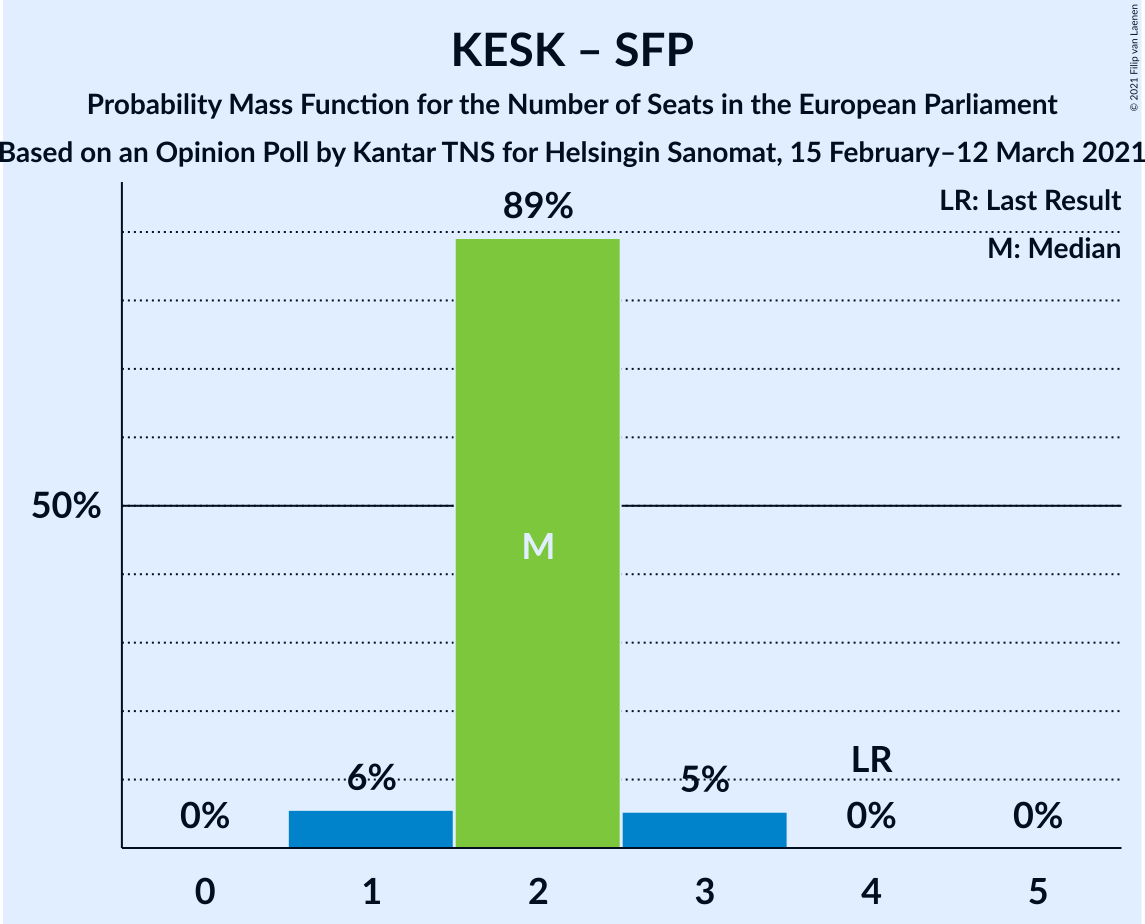 KESK – SFP
Probability Mass Function for the Number of Seats in the European Parliament
Based on an Opinion Poll by Kantar TNS for Helsingin Sanomat, 15 February–12 March 2021
© 2021 Filip van Laenen
LR: Last Result
M: Median
89%
50%
M
LR
0%
6%
5%
0%
0%
0 1 2 3 4 5